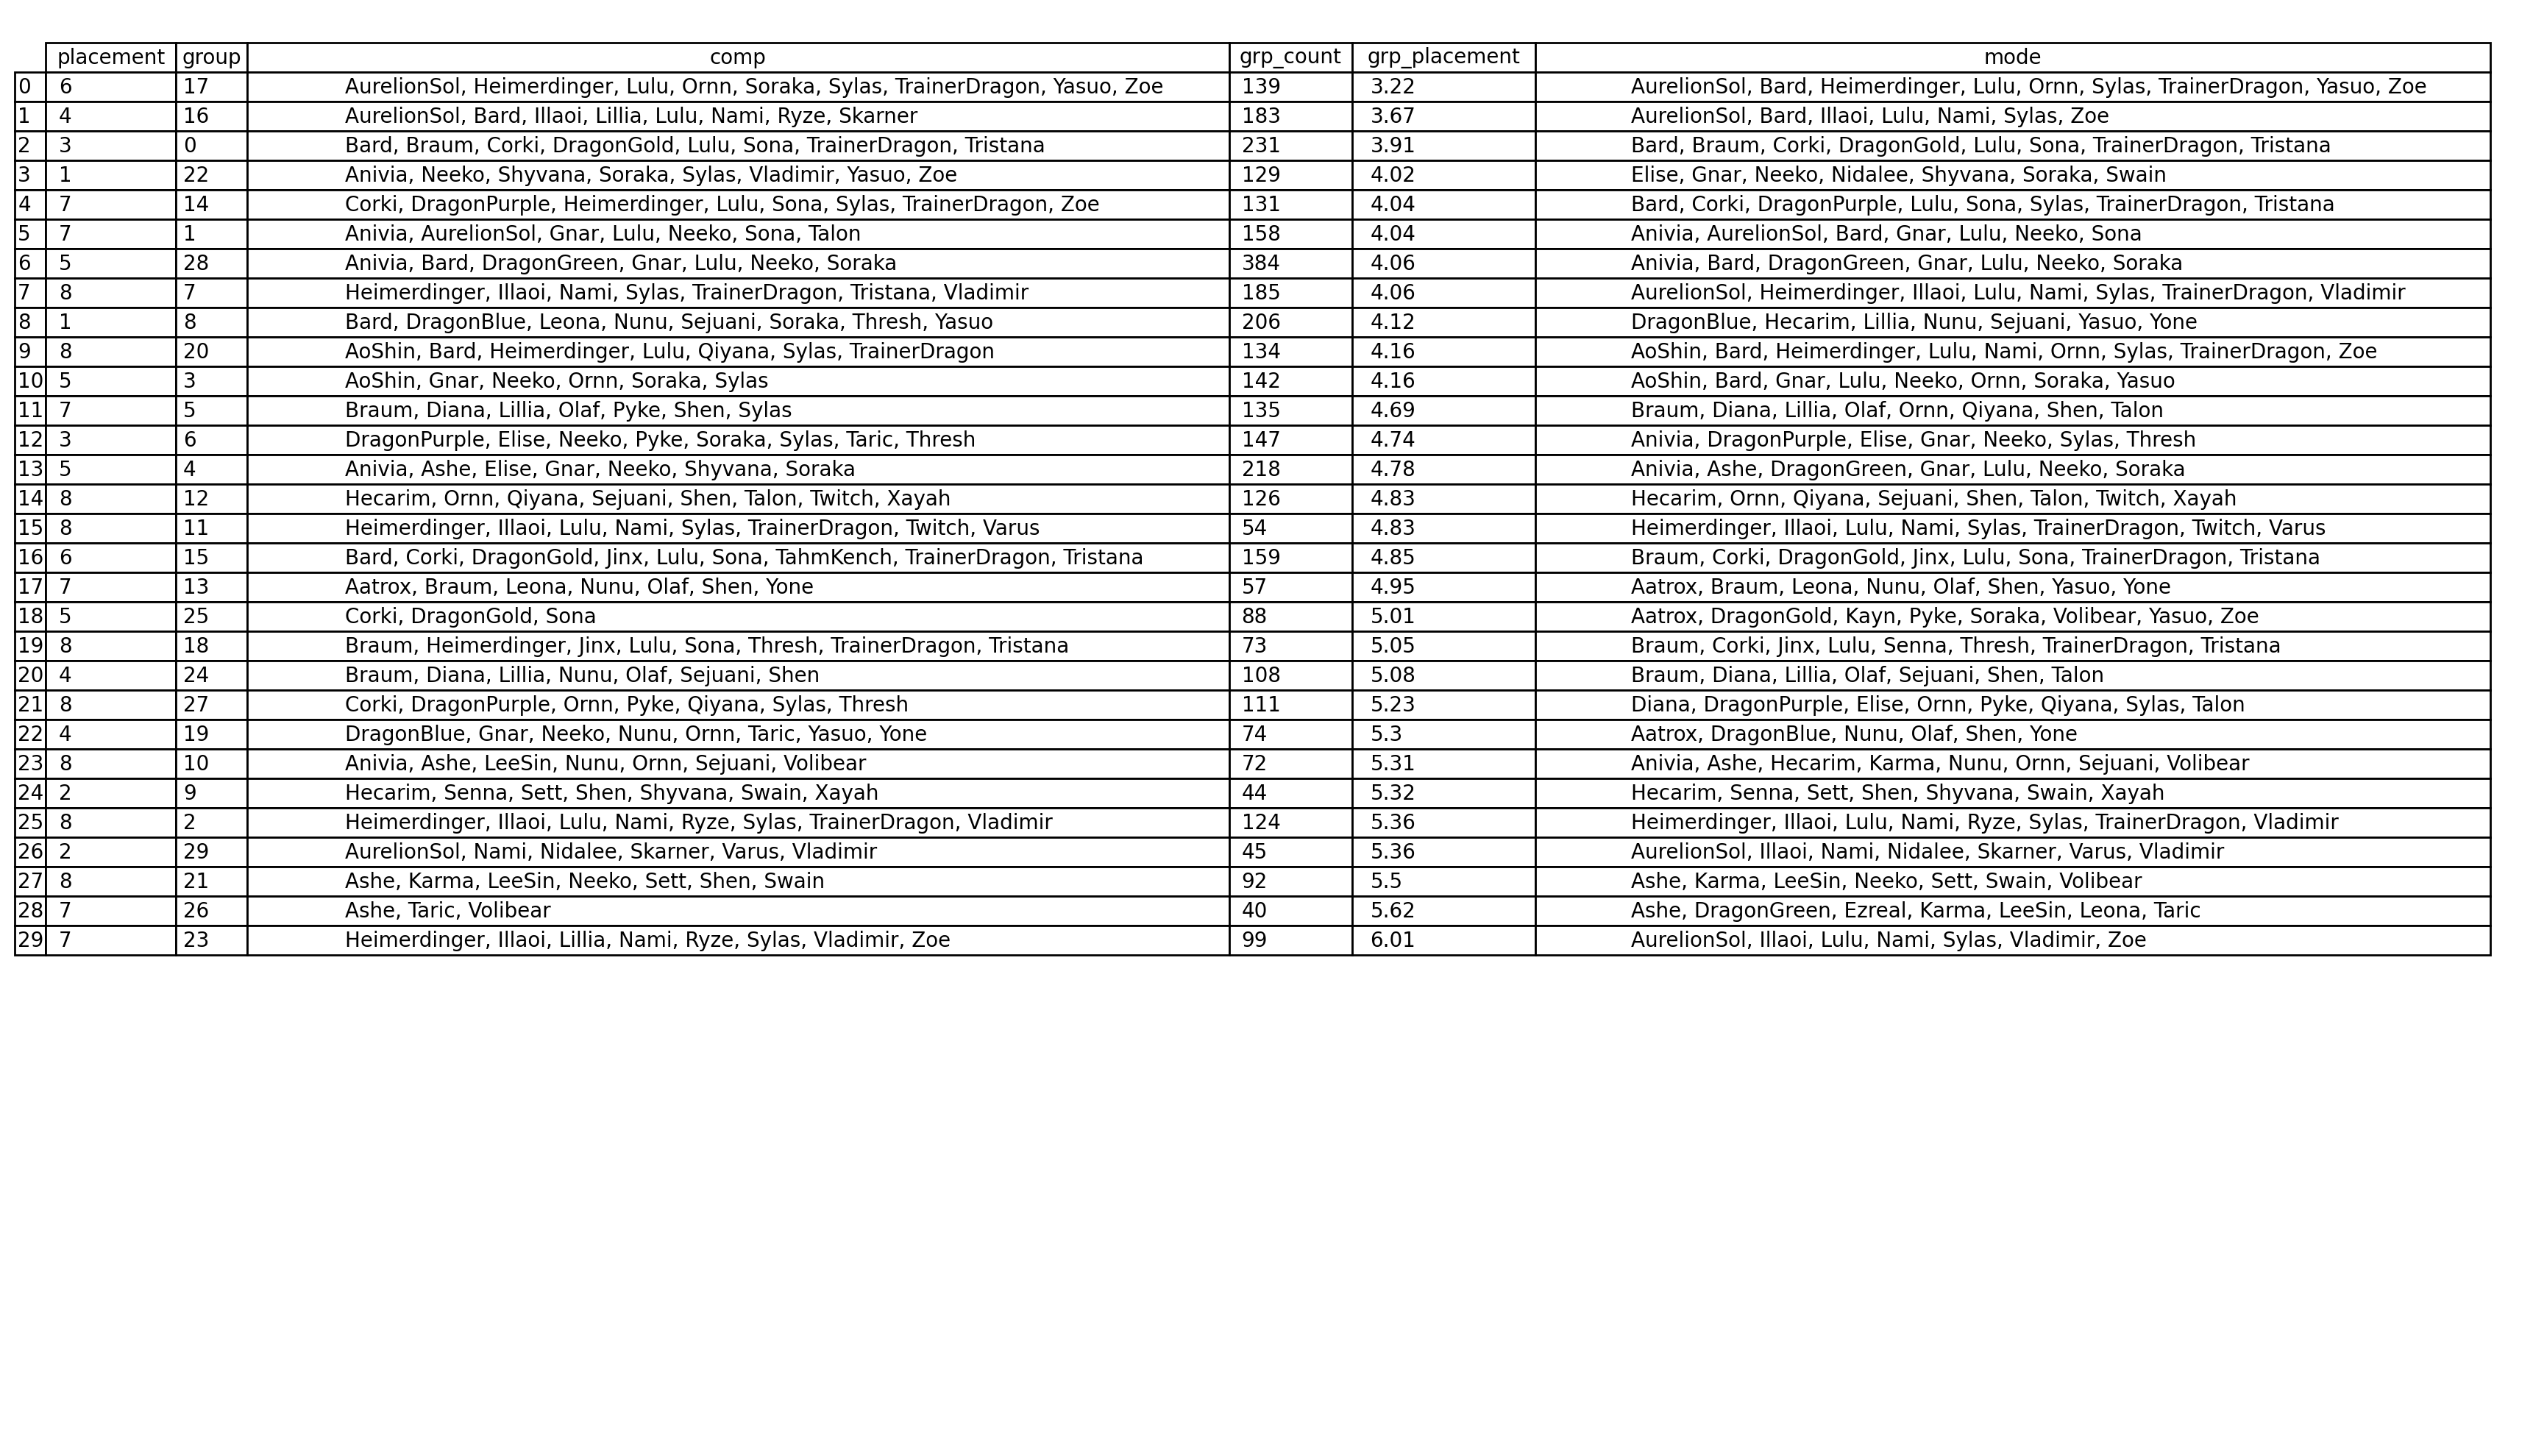 placement group comp grp_count grp_placement mode
0 6 17 AurelionSol, Heimerdinger, Lulu, Ornn, Soraka, Sylas, TrainerDragon, Yasuo, Zoe 139 3.22 AurelionSol, Bard, Heimerdinger, Lulu, Ornn, Sylas, TrainerDragon, Yasuo, Zoe
1 4 16 AurelionSol, Bard, Illaoi, Lillia, Lulu, Nami, Ryze, Skarner 183 3.67 AurelionSol, Bard, Illaoi, Lulu, Nami, Sylas, Zoe
2 3 0 Bard, Braum, Corki, DragonGold, Lulu, Sona, TrainerDragon, Tristana 231 3.91 Bard, Braum, Corki, DragonGold, Lulu, Sona, TrainerDragon, Tristana
3 1 22 Anivia, Neeko, Shyvana, Soraka, Sylas, Vladimir, Yasuo, Zoe 129 4.02 Elise, Gnar, Neeko, Nidalee, Shyvana, Soraka, Swain
4 7 14 Corki, DragonPurple, Heimerdinger, Lulu, Sona, Sylas, TrainerDragon, Zoe 131 4.04 Bard, Corki, DragonPurple, Lulu, Sona, Sylas, TrainerDragon, Tristana
5 7 1 Anivia, AurelionSol, Gnar, Lulu, Neeko, Sona, Talon 158 4.04 Anivia, AurelionSol, Bard, Gnar, Lulu, Neeko, Sona
6 5 28 Anivia, Bard, DragonGreen, Gnar, Lulu, Neeko, Soraka 384 4.06 Anivia, Bard, DragonGreen, Gnar, Lulu, Neeko, Soraka
7 8 7 Heimerdinger, Illaoi, Nami, Sylas, TrainerDragon, Tristana, Vladimir 185 4.06 AurelionSol, Heimerdinger, Illaoi, Lulu, Nami, Sylas, TrainerDragon, Vladimir
8 1 8 Bard, DragonBlue, Leona, Nunu, Sejuani, Soraka, Thresh, Yasuo 206 4.12 DragonBlue, Hecarim, Lillia, Nunu, Sejuani, Yasuo, Yone
9 8 20 AoShin, Bard, Heimerdinger, Lulu, Qiyana, Sylas, TrainerDragon 134 4.16 AoShin, Bard, Heimerdinger, Lulu, Nami, Ornn, Sylas, TrainerDragon, Zoe
10 5 3 AoShin, Gnar, Neeko, Ornn, Soraka, Sylas 142 4.16 AoShin, Bard, Gnar, Lulu, Neeko, Ornn, Soraka, Yasuo
11 7 5 Braum, Diana, Lillia, Olaf, Pyke, Shen, Sylas 135 4.69 Braum, Diana, Lillia, Olaf, Ornn, Qiyana, Shen, Talon
12 3 6 DragonPurple, Elise, Neeko, Pyke, Soraka, Sylas, Taric, Thresh 147 4.74 Anivia, DragonPurple, Elise, Gnar, Neeko, Sylas, Thresh
13 5 4 Anivia, Ashe, Elise, Gnar, Neeko, Shyvana, Soraka 218 4.78 Anivia, Ashe, DragonGreen, Gnar, Lulu, Neeko, Soraka
14 8 12 Hecarim, Ornn, Qiyana, Sejuani, Shen, Talon, Twitch, Xayah 126 4.83 Hecarim, Ornn, Qiyana, Sejuani, Shen, Talon, Twitch, Xayah
15 8 11 Heimerdinger, Illaoi, Lulu, Nami, Sylas, TrainerDragon, Twitch, Varus 54 4.83 Heimerdinger, Illaoi, Lulu, Nami, Sylas, TrainerDragon, Twitch, Varus
16 6 15 Bard, Corki, DragonGold, Jinx, Lulu, Sona, TahmKench, TrainerDragon, Tristana 159 4.85 Braum, Corki, DragonGold, Jinx, Lulu, Sona, TrainerDragon, Tristana
17 7 13 Aatrox, Braum, Leona, Nunu, Olaf, Shen, Yone 57 4.95 Aatrox, Braum, Leona, Nunu, Olaf, Shen, Yasuo, Yone
18 5 25 Corki, DragonGold, Sona 88 5.01 Aatrox, DragonGold, Kayn, Pyke, Soraka, Volibear, Yasuo, Zoe
19 8 18 Braum, Heimerdinger, Jinx, Lulu, Sona, Thresh, TrainerDragon, Tristana 73 5.05 Braum, Corki, Jinx, Lulu, Senna, Thresh, TrainerDragon, Tristana
20 4 24 Braum, Diana, Lillia, Nunu, Olaf, Sejuani, Shen 108 5.08 Braum, Diana, Lillia, Olaf, Sejuani, Shen, Talon
21 8 27 Corki, DragonPurple, Ornn, Pyke, Qiyana, Sylas, Thresh 111 5.23 Diana, DragonPurple, Elise, Ornn, Pyke, Qiyana, Sylas, Talon
22 4 19 DragonBlue, Gnar, Neeko, Nunu, Ornn, Taric, Yasuo, Yone 74 5.3 Aatrox, DragonBlue, Nunu, Olaf, Shen, Yone
23 8 10 Anivia, Ashe, LeeSin, Nunu, Ornn, Sejuani, Volibear 72 5.31 Anivia, Ashe, Hecarim, Karma, Nunu, Ornn, Sejuani, Volibear
24 2 9 Hecarim, Senna, Sett, Shen, Shyvana, Swain, Xayah 44 5.32 Hecarim, Senna, Sett, Shen, Shyvana, Swain, Xayah
25 8 2 Heimerdinger, Illaoi, Lulu, Nami, Ryze, Sylas, TrainerDragon, Vladimir 124 5.36 Heimerdinger, Illaoi, Lulu, Nami, Ryze, Sylas, TrainerDragon, Vladimir
26 2 29 AurelionSol, Nami, Nidalee, Skarner, Varus, Vladimir 45 5.36 AurelionSol, Illaoi, Nami, Nidalee, Skarner, Varus, Vladimir
27 8 21 Ashe, Karma, LeeSin, Neeko, Sett, Shen, Swain 92 5.5 Ashe, Karma, LeeSin, Neeko, Sett, Swain, Volibear
28 7 26 Ashe, Taric, Volibear 40 5.62 Ashe, DragonGreen, Ezreal, Karma, LeeSin, Leona, Taric
29 7 23 Heimerdinger, Illaoi, Lillia, Nami, Ryze, Sylas, Vladimir, Zoe 99 6.01 AurelionSol, Illaoi, Lulu, Nami, Sylas, Vladimir, Zoe